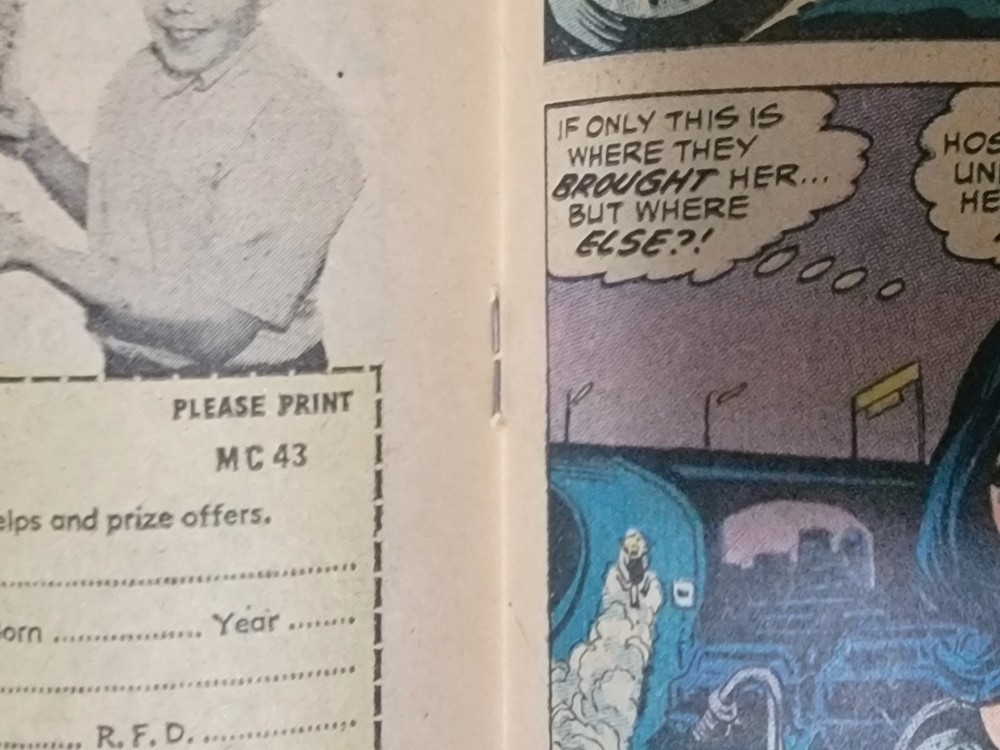 PLEASE PRINT
MC 43
and prize offers.
Year
R. F. D.
IF ONLY THIS IS
WHERE THEY
BROUGHT HER...
BUT WHERE
ELSE?!